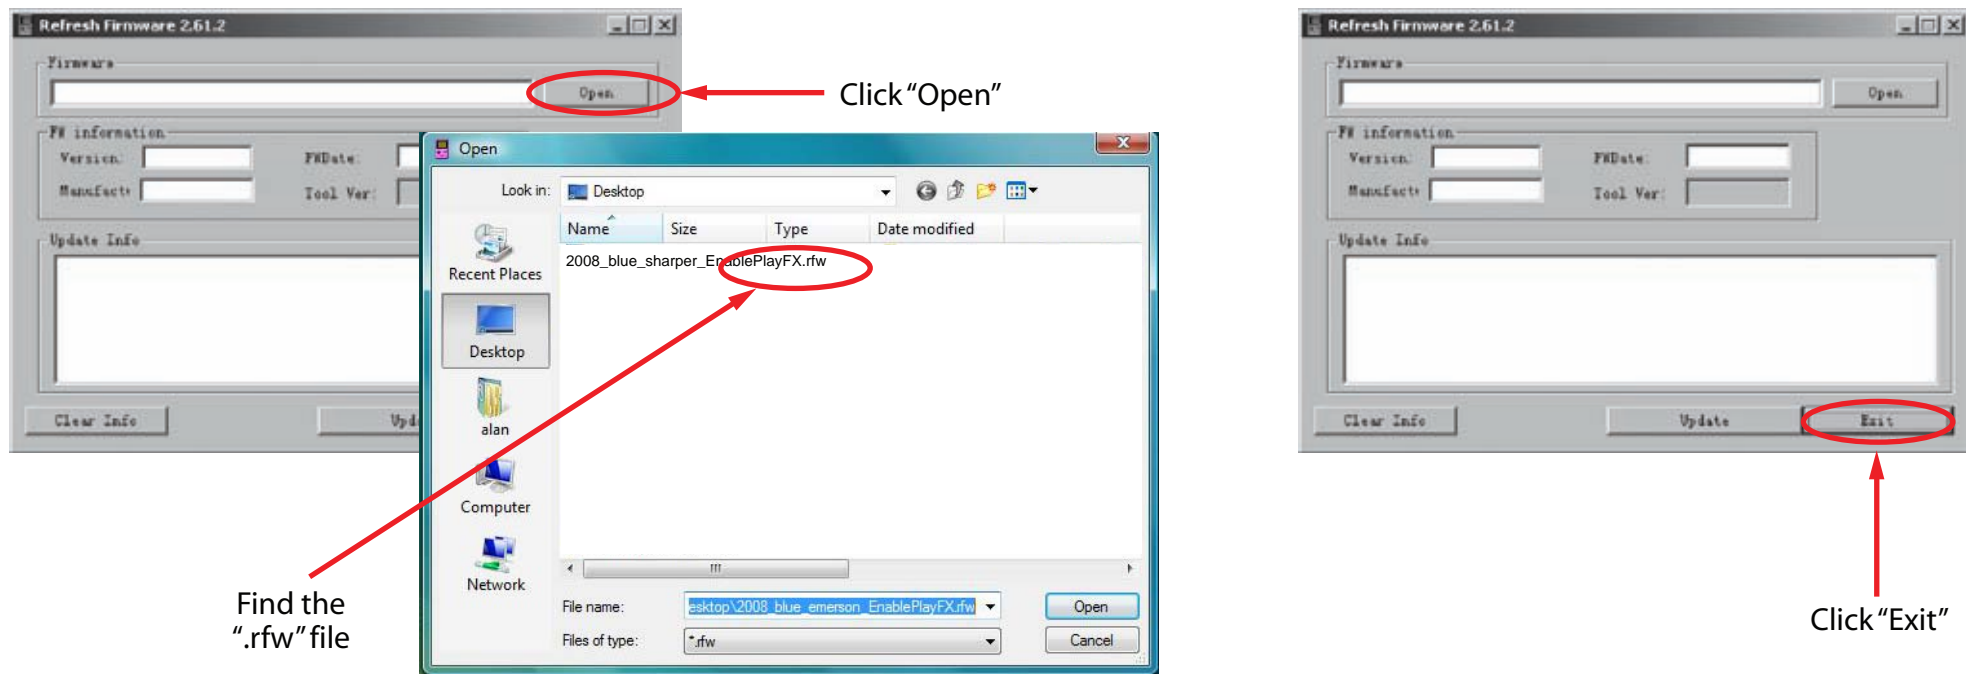 Refresh Firmware 2.61.2
Firmware
Open
Click “Open”
FW information
Version:
FWDate:
Manufactu
Tool Ver:
Update Info
Clear Info
Upd
Open
Look in:
Desktop
Name
Size
Type
Date modified
2008_blue_sharper_EnablePlayFX.rfw
Recent Places
Desktop
alan
Computer
Network
File name:
esktop\2008_blue_emerson_EnablePlayFX.rfw
Open
Files of type:
*.rfw
Cancel
Find the
“.rfw” file
Refresh Firmware 2.61.2
Firmware
Open
FW information
Version:
FWDate:
Manufactu
Tool Ver:
Update Info
Clear Info
Update
Exit
Click “Exit”